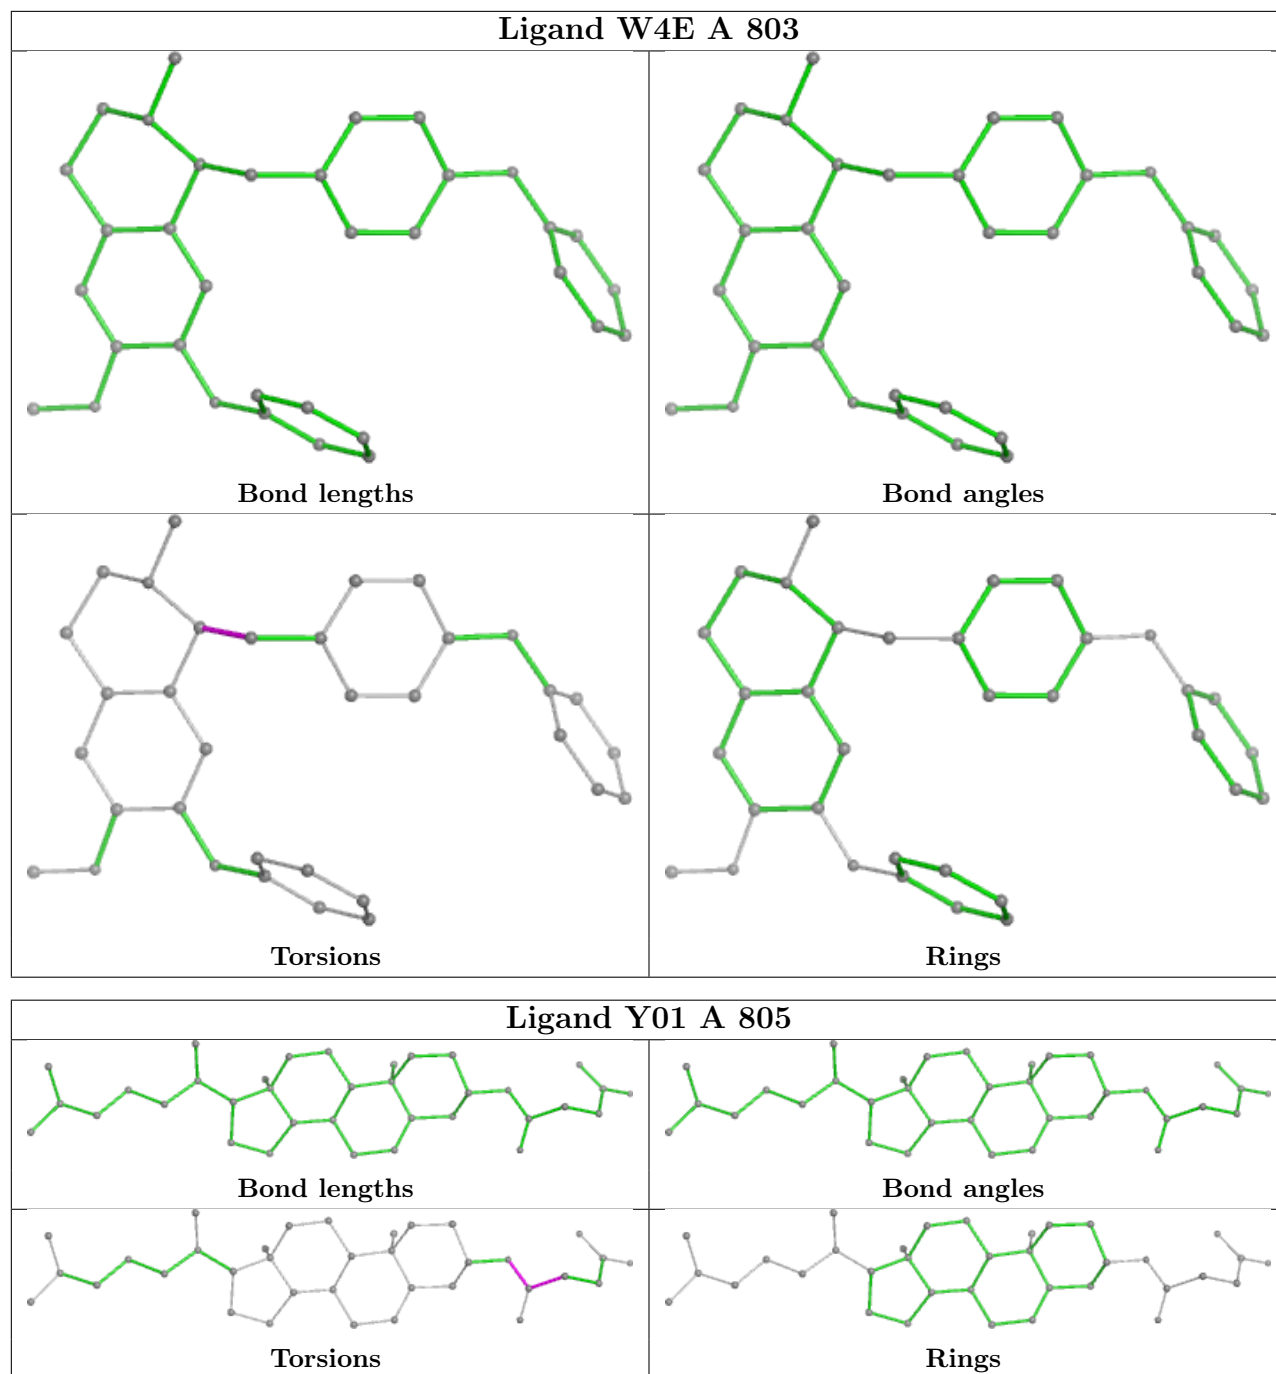 Ligand W4E A 803
Bond lengths
Bond angles
Torsions
Rings
Ligand Y01 A 805
Bond lengths
Bond angles
Torsions
Rings